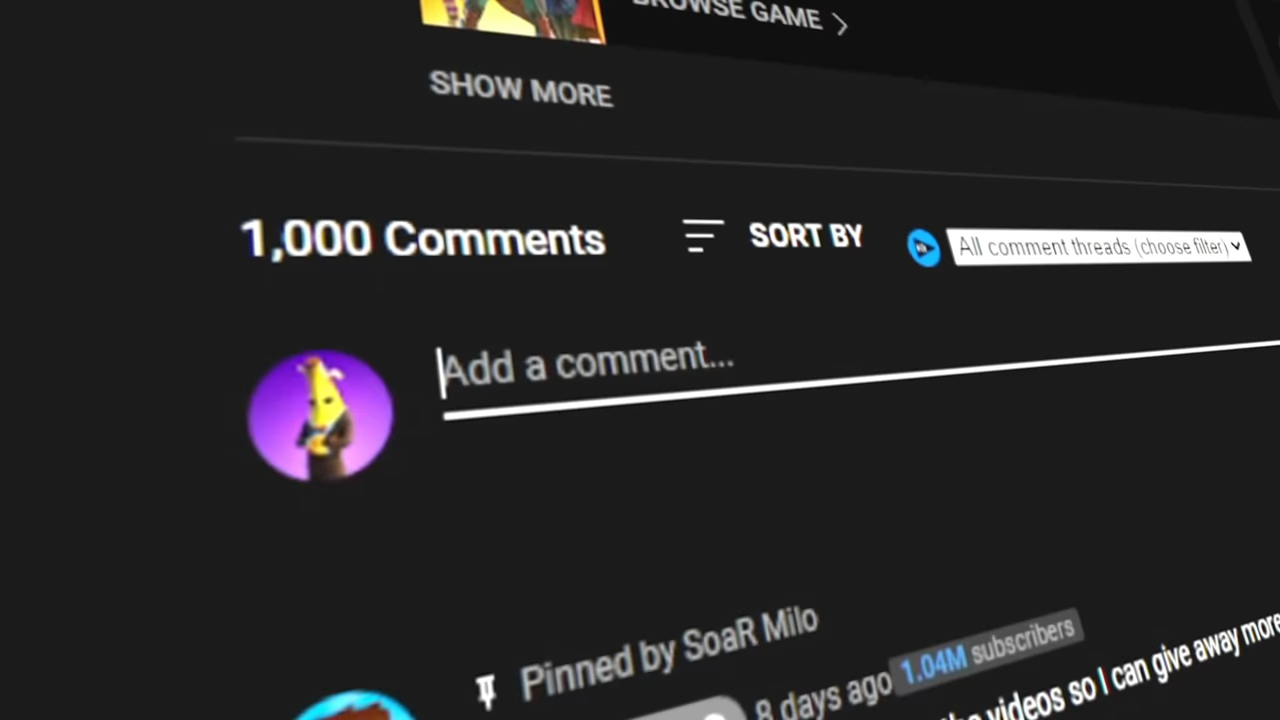 BROWSE GAME
SHOW MORE
1,000 Comments
SORT BY
All comment threads (choose filter)
Add a comment...
Pinned by SoaR Milo
8 days ago
1.04M subscribers
videos so I can give away more